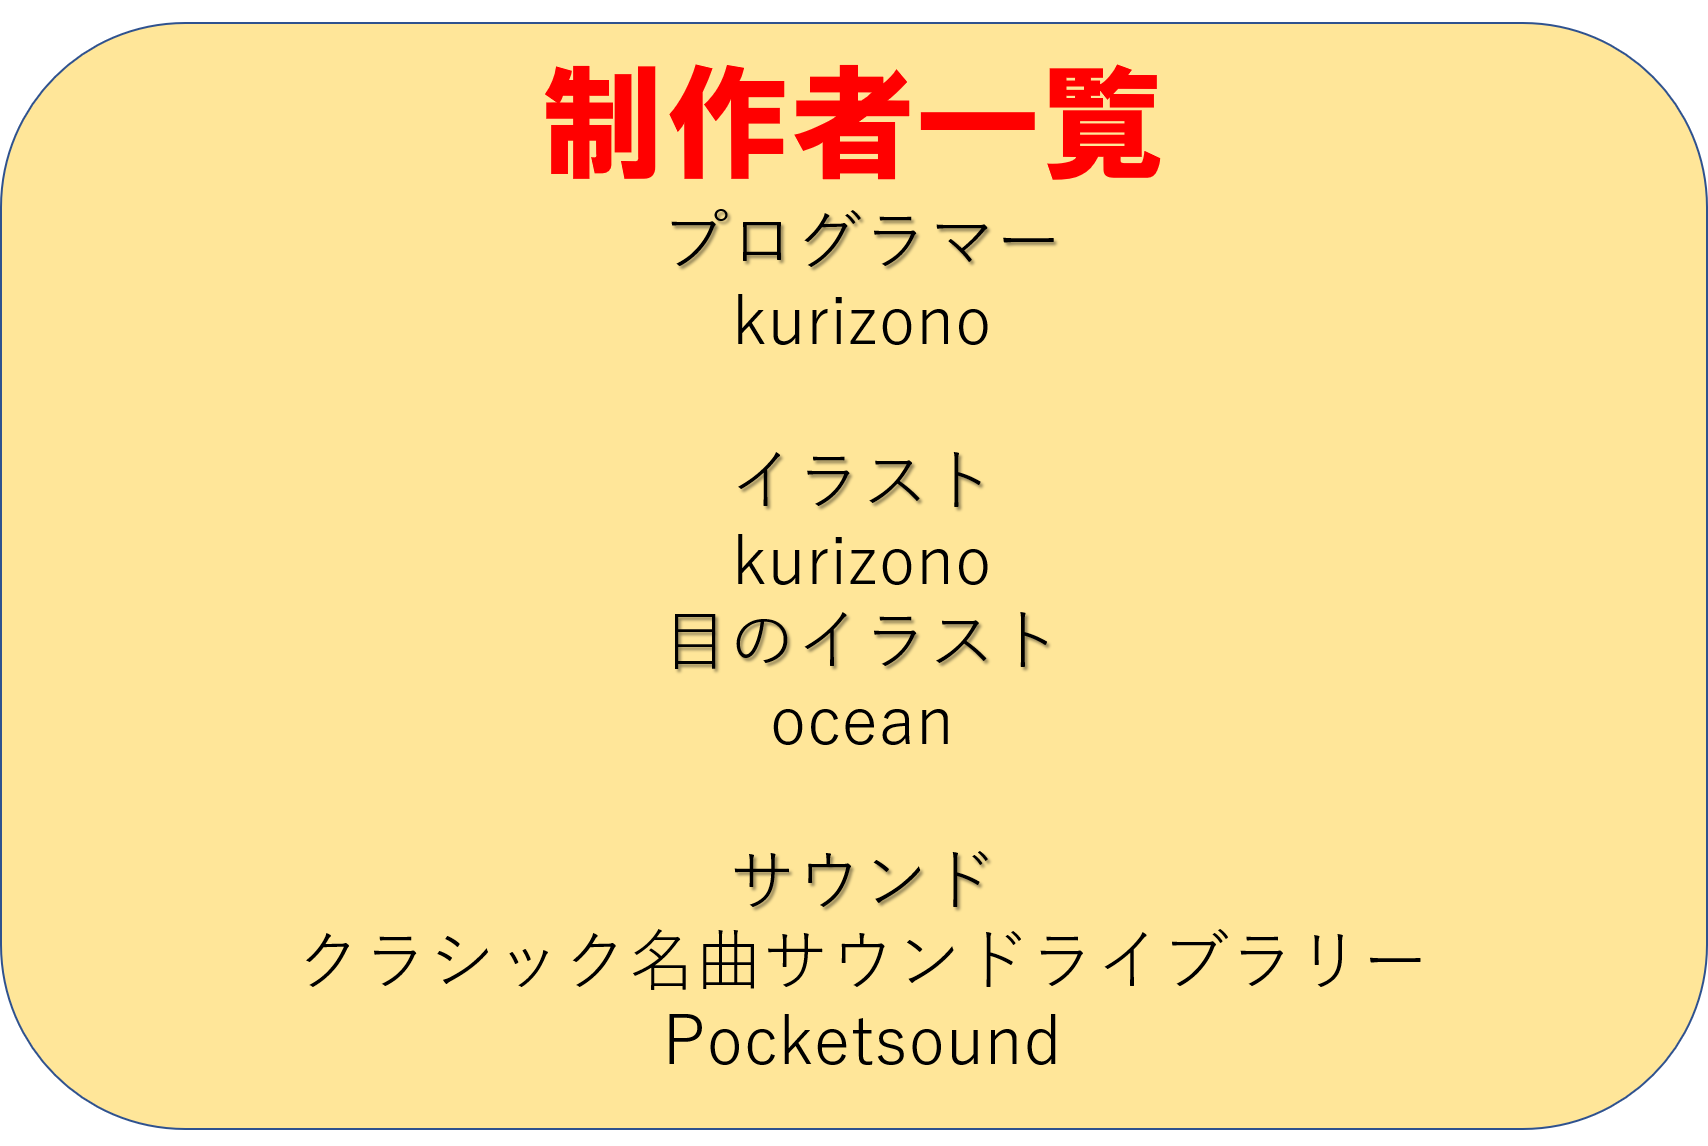 制作者一覧
プログラマー
kurizono
イラスト
kurizono
目のイラスト
ocean
サウンド
クラシック名曲サウンドライブラリー
Pocketsound